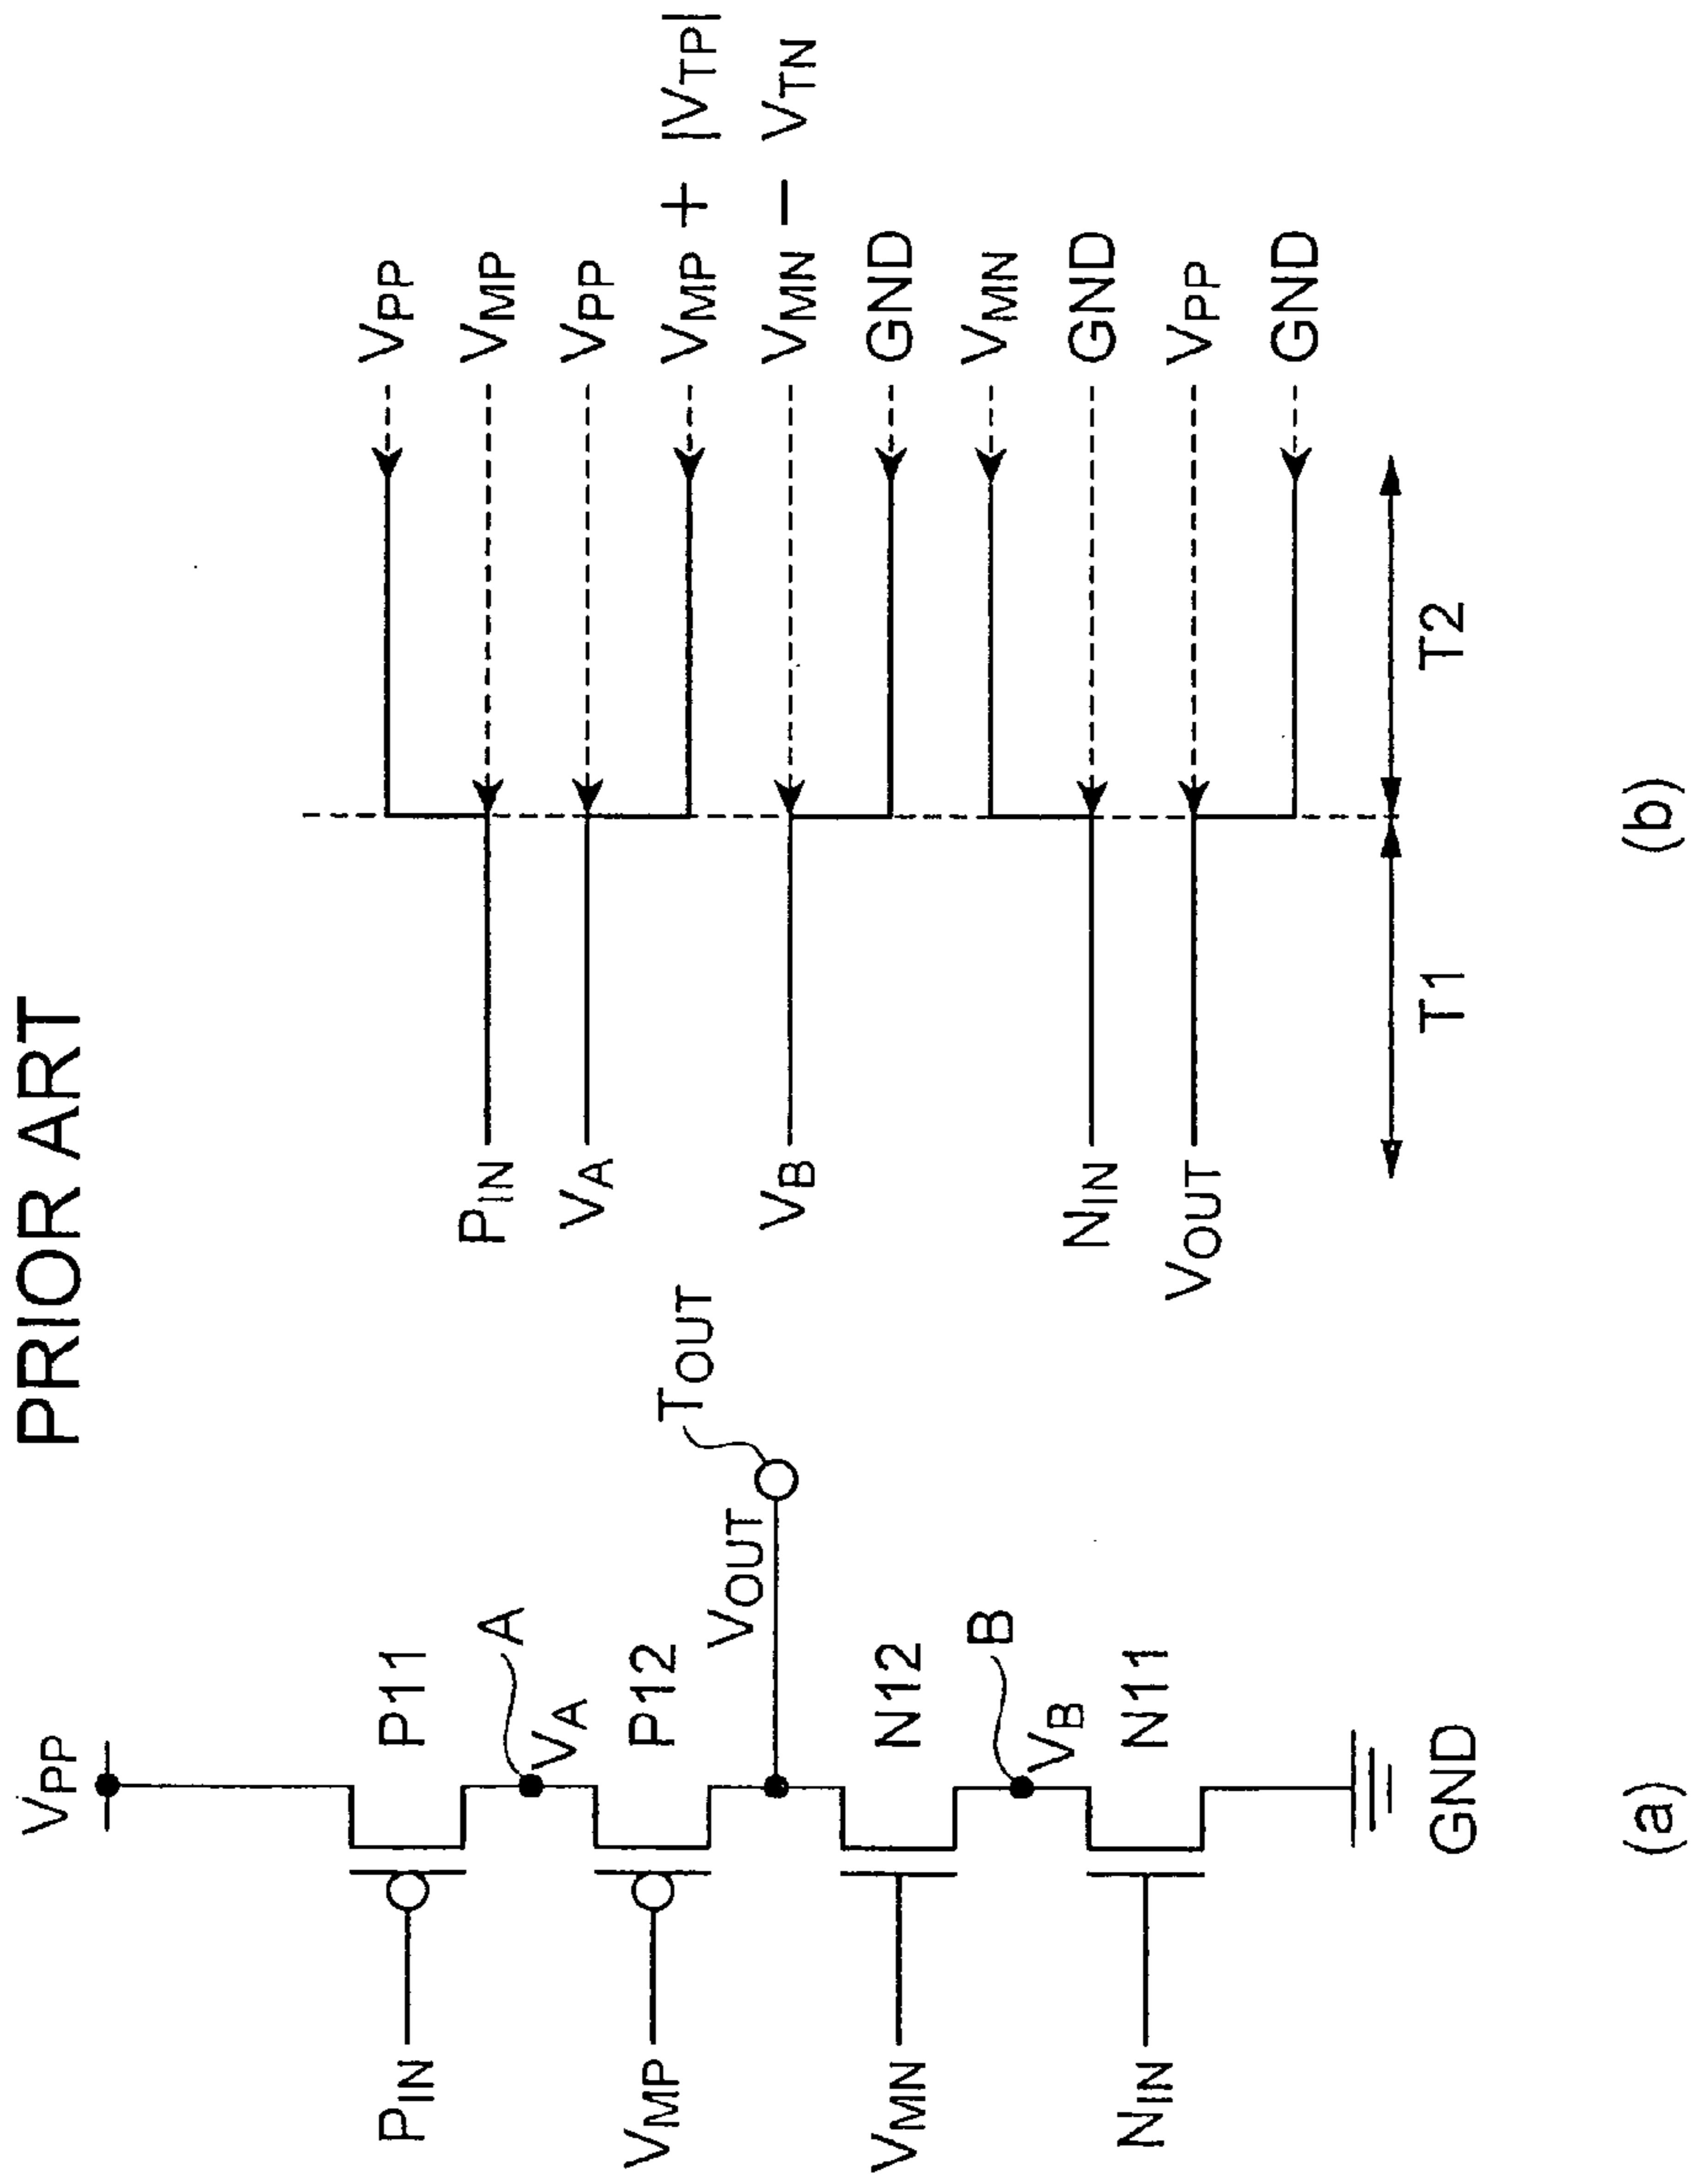 PRIOR ART
VPP
PIN
P11
A
VA
VMP
P12
VOUT
TOUT
VMN
N12
B
VB
NIN
N11
GND
(a)
VPP
PIN
VMP
VA
VPP
VMP + |VTP|
VB
VMN − VTN
GND
VMN
NIN
GND
VOUT
VPP
GND
T1
T2
(b)